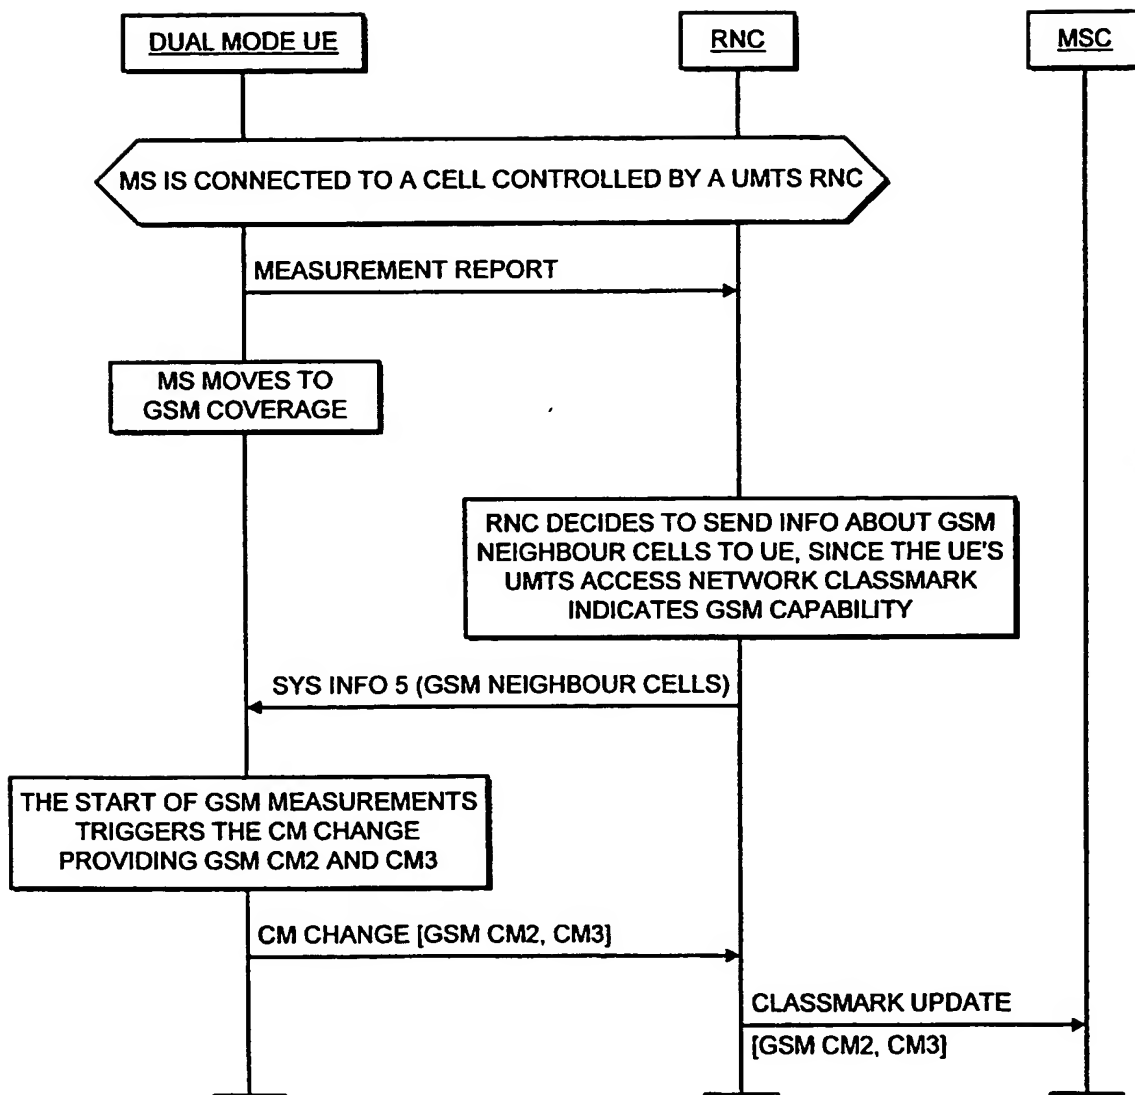 DUAL MODE UE
RNC
MSC
MS IS CONNECTED TO A CELL CONTROLLED BY A UMTS RNC
MEASUREMENT REPORT
MS MOVES TO
GSM COVERAGE
RNC DECIDES TO SEND INFO ABOUT GSM
NEIGHBOUR CELLS TO UE, SINCE THE UE'S
UMTS ACCESS NETWORK CLASSMARK
INDICATES GSM CAPABILITY
SYS INFO 5 (GSM NEIGHBOUR CELLS)
THE START OF GSM MEASUREMENTS
TRIGGERS THE CM CHANGE
PROVIDING GSM CM2 AND CM3
CM CHANGE [GSM CM2, CM3]
CLASSMARK UPDATE
[GSM CM2, CM3]